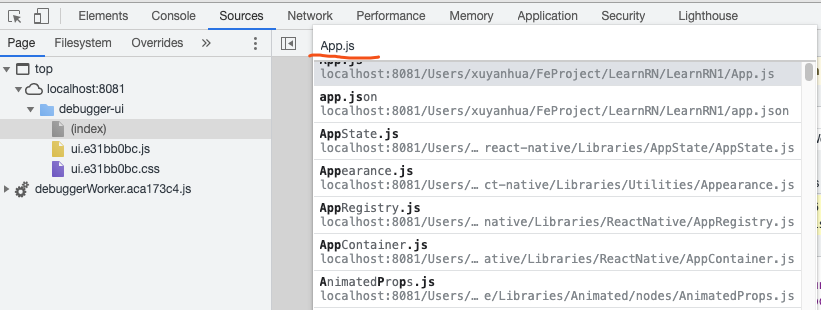 Elements Console Sources Network Performance Memory Application Security Lighthouse
Page Filesystem Overrides »
App.js
top
localhost:8081
debugger-ui
(index)
ui.e31bb0bc.js
ui.e31bb0bc.css
debuggerWorker.aca173c4.js
App.js
localhost:8081/Users/xuyanhua/FeProject/LearnRN/LearnRN1/App.js
app.json
localhost:8081/Users/xuyanhua/FeProject/LearnRN/LearnRN1/app.json
AppState.js
localhost:8081/Users/… react-native/Libraries/AppState/AppState.js
Appearance.js
localhost:8081/Users/… ct-native/Libraries/Utilities/Appearance.js
AppRegistry.js
localhost:8081/Users/… native/Libraries/ReactNative/AppRegistry.js
AppContainer.js
localhost:8081/Users/… ative/Libraries/ReactNative/AppContainer.js
AnimatedProps.js
localhost:8081/Users/… e/Libraries/Animated/nodes/AnimatedProps.js